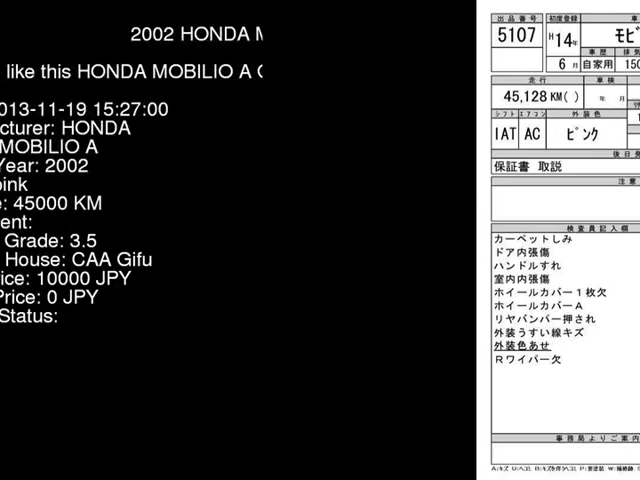 2002 HONDA M
like this HONDA MOBILIO A
013-11-19 15:27:00
cturer: HONDA
MOBILIO A
Year: 2002
pink
e: 45000 KM
ent:
Grade: 3.5
House: CAA Gifu
ice: 10000 JPY
Price: 0 JPY
Status:
出品番号 初度登録 車
5107 H14年 モビ
車歴 排気
6月 自家用 150
走行 車検
45,128 KM( ) 年 月
シフト エアコン 外装色
IAT AC ピンク
後日発
保証書 取説
注意
検査員記入欄
カーペットしみ
ドア内張傷
ハンドルすれ
室内内張傷
ホイールカバー1枚欠
ホイールカバーA
リヤバンパー押され
外装うすい線キズ
外装色あせ
Rワイパー欠
事務局よりご案内